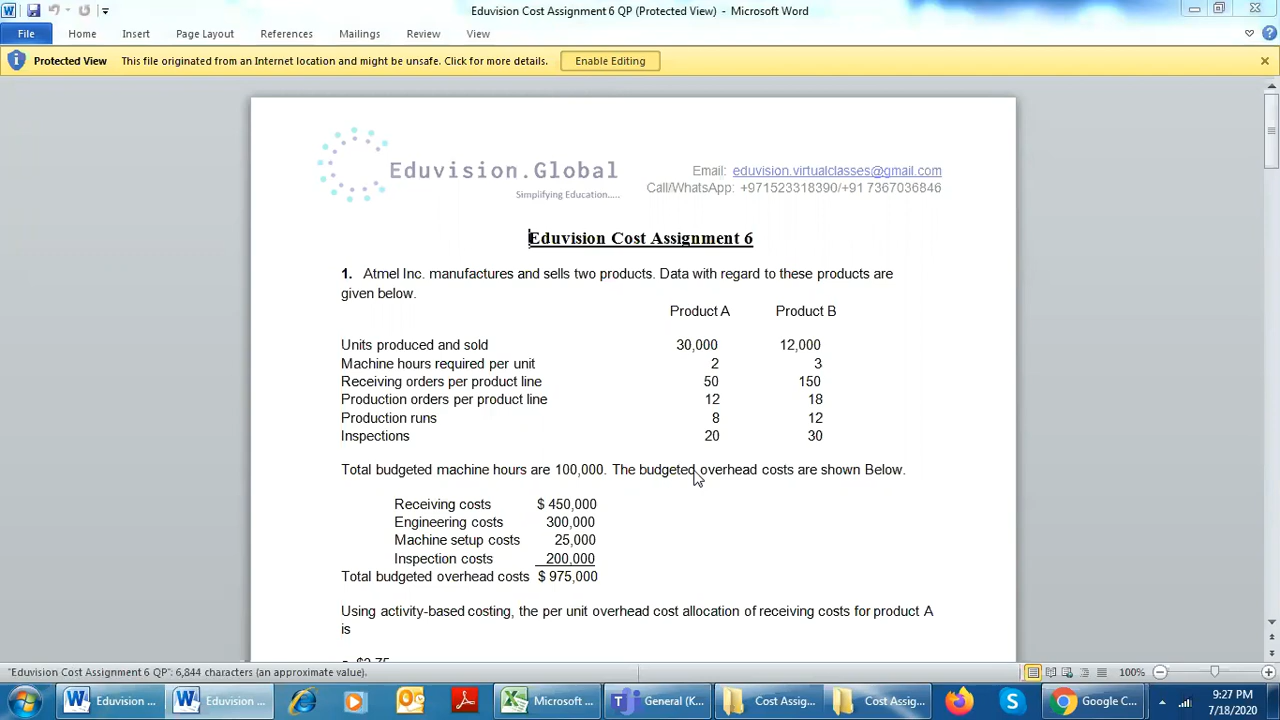 Eduvision Cost Assignment 6 QP (Protected View) - Microsoft Word
File Home Insert Page Layout References Mailings Review View
Protected View This file originated from an Internet location and might be unsafe. Click for more details. Enable Editing
Eduvision.Global
Simplifying Education.....
Email: eduvision.virtualclasses@gmail.com
Call/WhatsApp: +971523318390/+91 7367036846
Eduvision Cost Assignment 6
1. Atmel Inc. manufactures and sells two products. Data with regard to these products are
given below.
Product A Product B
Units produced and sold 30,000 12,000
Machine hours required per unit 2 3
Receiving orders per product line 50 150
Production orders per product line 12 18
Production runs 8 12
Inspections 20 30
Total budgeted machine hours are 100,000. The budgeted overhead costs are shown Below.
Receiving costs $ 450,000
Engineering costs 300,000
Machine setup costs 25,000
Inspection costs 200,000
Total budgeted overhead costs $ 975,000
Using activity-based costing, the per unit overhead cost allocation of receiving costs for product A
is
"Eduvision Cost Assignment 6 QP": 6,844 characters (an approximate value).
100%
Eduvision ... Eduvision ... Microsoft ... General (K... Cost Assig... Cost Assig... Google C...
9:27 PM
7/18/2020